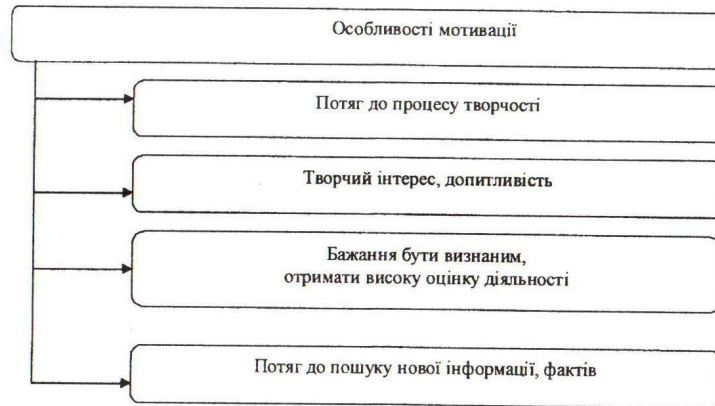 Особливості мотивації
Потяг до процесу творчості
Творчий інтерес, допитливість
Бажання бути визнаним,
отримати високу оцінку діяльності
Потяг до пошуку нової інформації, фактів